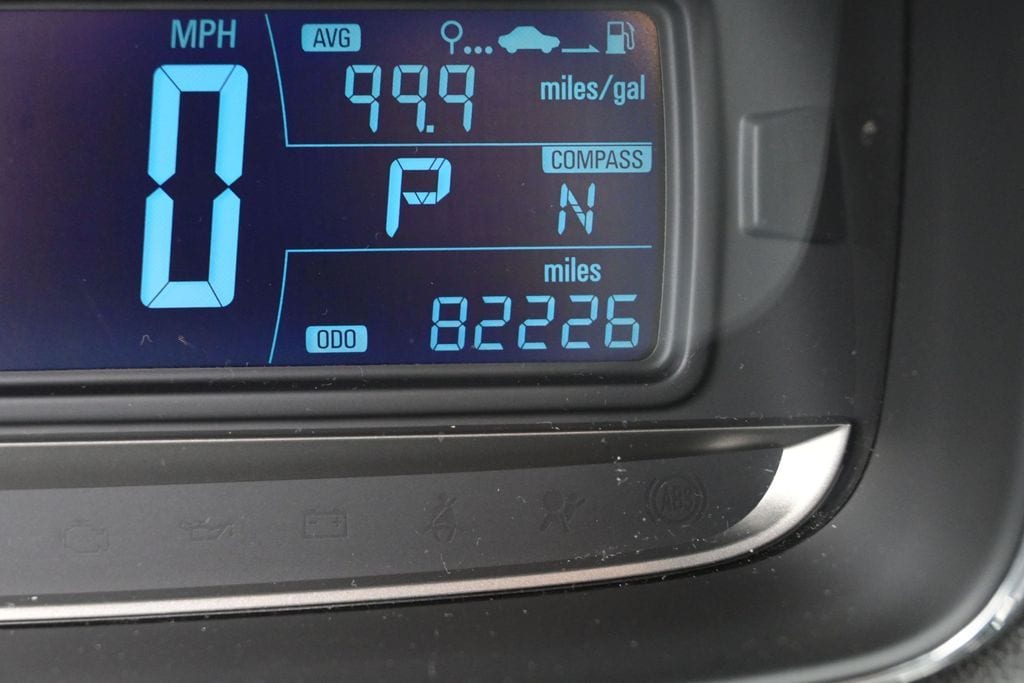 MPH
AVG
0
99.9 miles/gal
COMPASS
P N
miles
ODO 82226
ABS